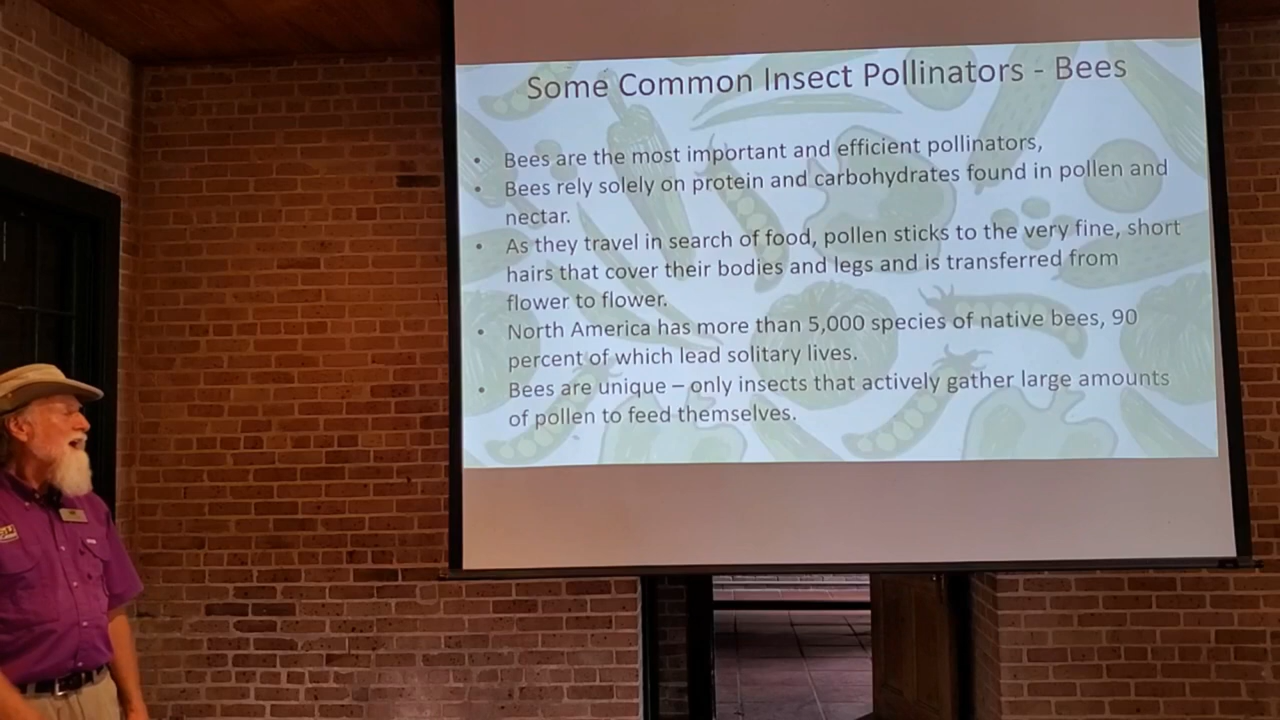 Some Common Insect Pollinators - Bees
• Bees are the most important and efficient pollinators,
• Bees rely solely on protein and carbohydrates found in pollen and
nectar.
• As they travel in search of food, pollen sticks to the very fine, short
hairs that cover their bodies and legs and is transferred from
flower to flower.
• North America has more than 5,000 species of native bees, 90
percent of which lead solitary lives.
• Bees are unique – only insects that actively gather large amounts
of pollen to feed themselves.